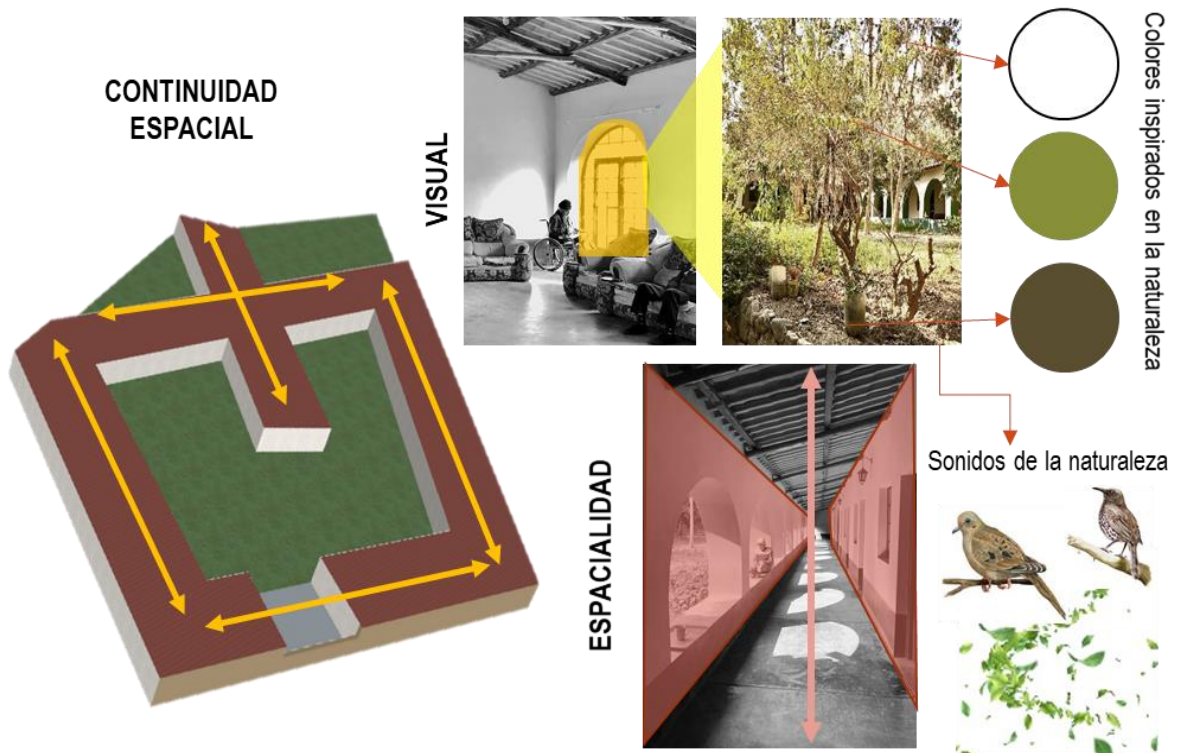 CONTINUIDAD
ESPACIAL
VISUAL
Colores inspirados en la naturaleza
ESPACIALIDAD
Sonidos de la naturaleza